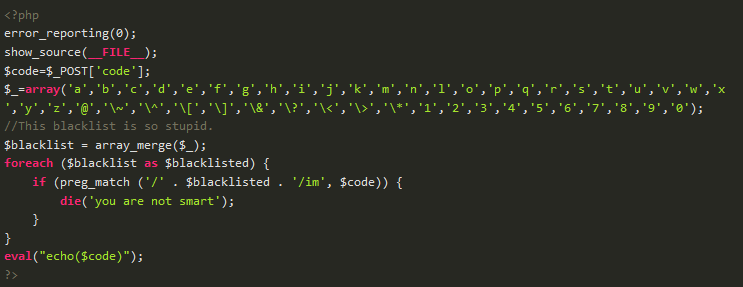 <?php
error_reporting(0);
show_source(__FILE__);
$code=$_POST['code'];
$_=array('a','b','c','d','e','f','g','h','i','j','k','m','n','l','o','p','q','r','s','t','u','v','w','x
','y','z','@','\~','\^','\[','\]','\&','\?','\<','\>','\*','1','2','3','4','5','6','7','8','9','0');
//This blacklist is so stupid.
$blacklist = array_merge($_);
foreach ($blacklist as $blacklisted) {
    if (preg_match ('/' . $blacklisted . '/im', $code)) {
        die('you are not smart');
    }
}
eval("echo($code)");
?>